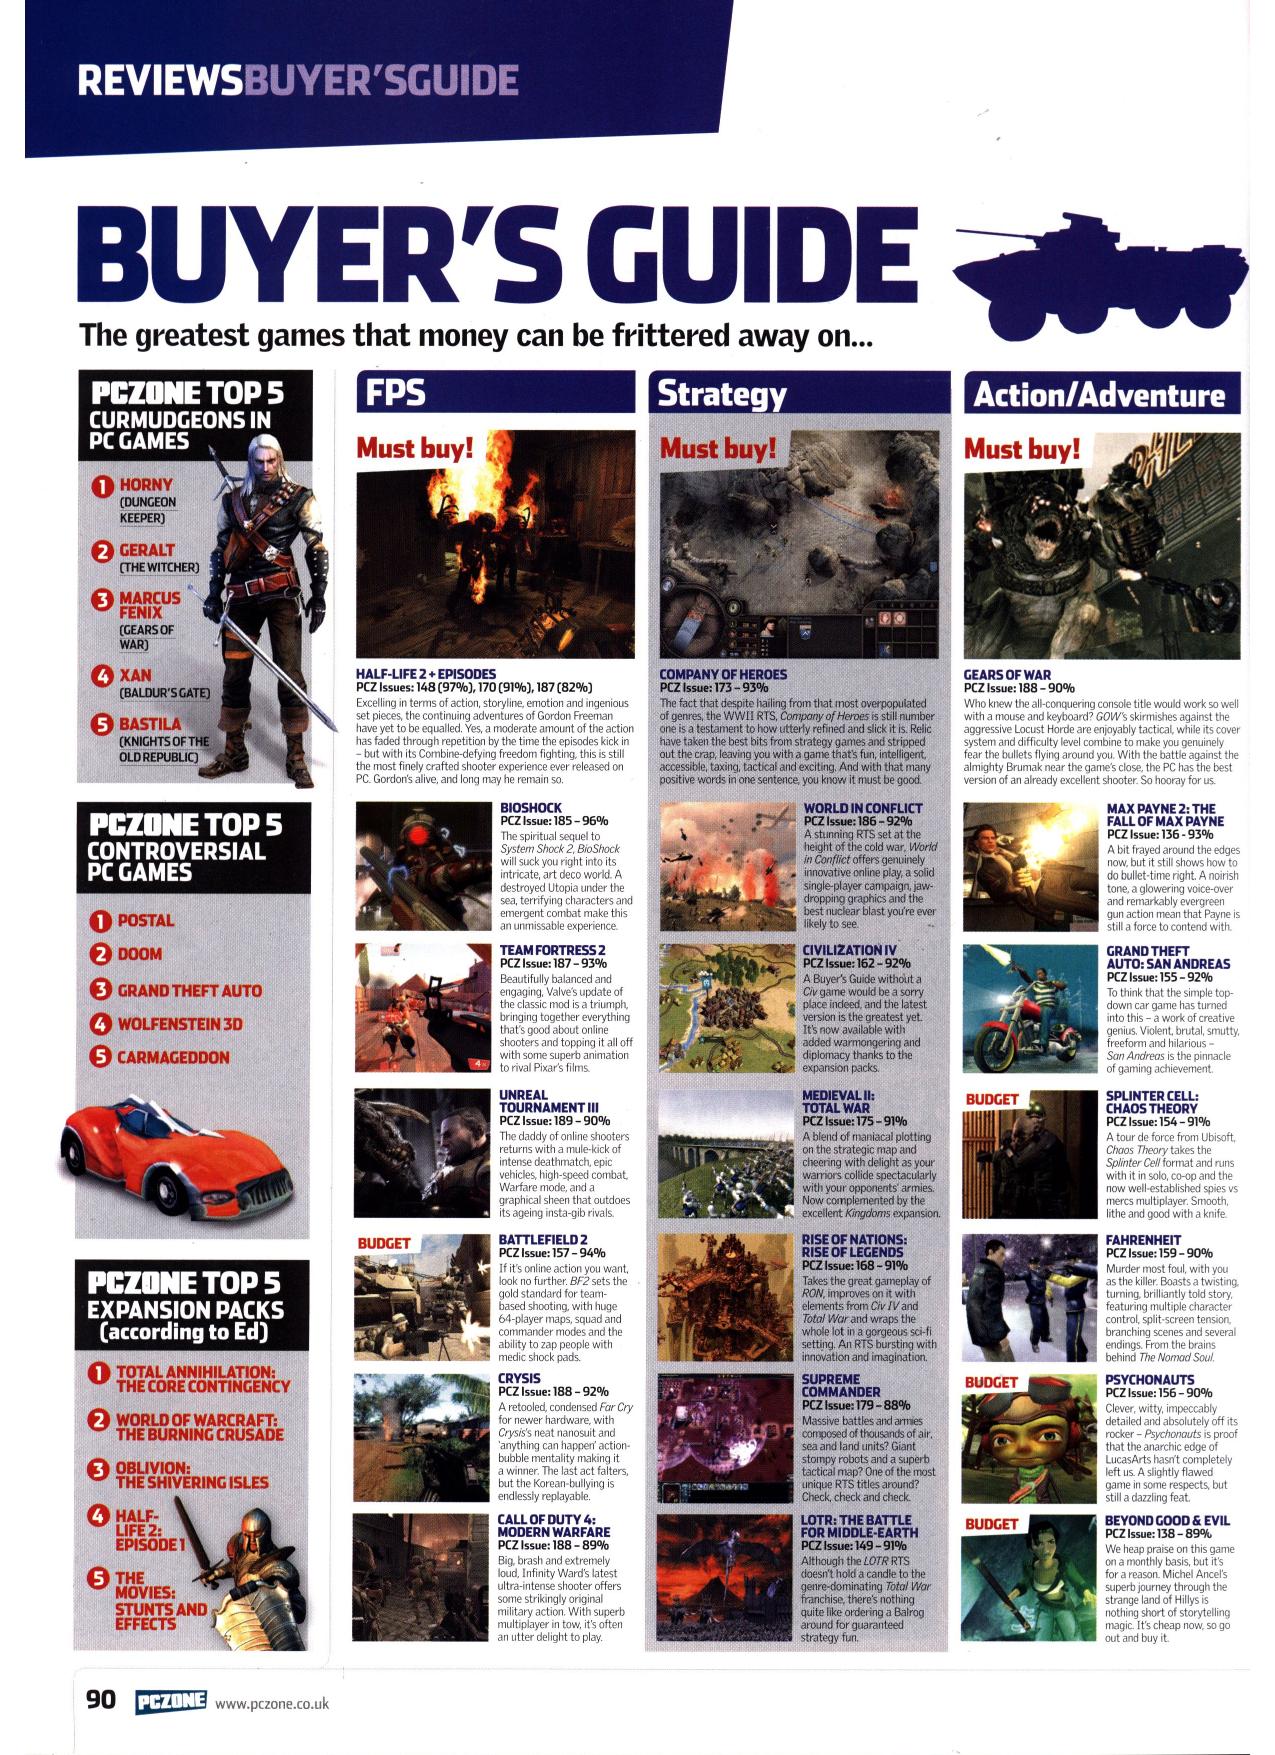 REVIEWSBUYER'SGUIDE
BUYER'S GUIDE
The greatest games that money can be frittered away on...
PCZONE TOP 5
CURMUDGEONS IN
PC GAMES
1 HORNY
(DUNGEON
KEEPER)
2 GERALT
(THE WITCHER)
3 MARCUS
FENIX
(GEARS OF
WAR)
4 XAN
(BALDUR'S GATE)
5 BASTILA
(KNIGHTS OF THE
OLD REPUBLIC)
PCZONE TOP 5
CONTROVERSIAL
PC GAMES
1 POSTAL
2 DOOM
3 GRAND THEFT AUTO
4 WOLFENSTEIN 3D
5 CARMAGEDDON
PCZONE TOP 5
EXPANSION PACKS
(according to Ed)
1 TOTAL ANNIHILATION:
THE CORE CONTINGENCY
2 WORLD OF WARCRAFT:
THE BURNING CRUSADE
3 OBLIVION:
THE SHIVERING ISLES
4 HALF-
LIFE 2:
EPISODE 1
5 THE
MOVIES:
STUNTS AND
EFFECTS
FPS
Must buy!
HALF-LIFE 2 + EPISODES
PCZ Issues: 148 (97%), 170 (91%), 187 (82%)
Excelling in terms of action, storyline, emotion and ingenious
set pieces, the continuing adventures of Gordon Freeman
have yet to be equalled. Yes, a moderate amount of the action
has faded through repetition by the time the episodes kick in
– but with its Combine-defying freedom fighting, this is still
the most finely crafted shooter experience ever released on
PC. Gordon's alive, and long may he remain so.
BIOSHOCK
PCZ Issue: 185 – 96%
The spiritual sequel to
System Shock 2, BioShock
will suck you right into its
intricate, art deco world. A
destroyed Utopia under the
sea, terrifying characters and
emergent combat make this
an unmissable experience.
TEAM FORTRESS 2
PCZ Issue: 187 – 93%
Beautifully balanced and
engaging, Valve's update of
the classic mod is a triumph,
bringing together everything
that's good about online
shooters and topping it all off
with some superb animation
to rival Pixar's films.
UNREAL
TOURNAMENT III
PCZ Issue: 189 – 90%
The daddy of online shooters
returns with a mule-kick of
intense deathmatch, epic
vehicles, high-speed combat,
Warfare mode, and a
graphical sheen that outdoes
its ageing insta-gib rivals.
BUDGET
BATTLEFIELD 2
PCZ Issue: 157 – 94%
If it's online action you want,
look no further. BF2 sets the
gold standard for team-
based shooting, with huge
64-player maps, squad and
commander modes and the
ability to zap people with
medic shock pads.
CRYSIS
PCZ Issue: 188 – 92%
A retooled, condensed Far Cry
for newer hardware, with
Crysis's neat nanosuit and
'anything can happen' action-
bubble mentality making it
a winner. The last act falters,
but the Korean-bullying is
endlessly replayable.
CALL OF DUTY 4:
MODERN WARFARE
PCZ Issue: 188 – 89%
Big, brash and extremely
loud, Infinity Ward's latest
ultra-intense shooter offers
some strikingly original
military action. With superb
multiplayer in tow, it's often
an utter delight to play.
Strategy
Must buy!
COMPANY OF HEROES
PCZ Issue: 173 – 93%
The fact that despite hailing from that most overpopulated
of genres, the WWII RTS, Company of Heroes is still number
one is a testament to how utterly refined and slick it is. Relic
have taken the best bits from strategy games and stripped
out the crap, leaving you with a game that's fun, intelligent,
accessible, taxing, tactical and exciting. And with that many
positive words in one sentence, you know it must be good.
WORLD IN CONFLICT
PCZ Issue: 186 – 92%
A stunning RTS set at the
height of the cold war, World
in Conflict offers genuinely
innovative online play, a solid
single-player campaign, jaw-
dropping graphics and the
best nuclear blast you're ever
likely to see.
CIVILIZATION IV
PCZ Issue: 162 – 92%
A Buyer's Guide without a
Civ game would be a sorry
place indeed, and the latest
version is the greatest yet.
It's now available with
added warmongering and
diplomacy thanks to the
expansion packs.
MEDIEVAL II:
TOTAL WAR
PCZ Issue: 175 – 91%
A blend of maniacal plotting
on the strategic map and
cheering with delight as your
warriors collide spectacularly
with your opponents' armies.
Now complemented by the
excellent Kingdoms expansion.
RISE OF NATIONS:
RISE OF LEGENDS
PCZ Issue: 168 – 91%
Takes the great gameplay of
RON, improves on it with
elements from Civ IV and
Total War and wraps the
whole lot in a gorgeous sci-fi
setting. An RTS bursting with
innovation and imagination.
SUPREME
COMMANDER
PCZ Issue: 179 – 88%
Massive battles and armies
composed of thousands of air,
sea and land units? Giant
stompy robots and a superb
tactical map? One of the most
unique RTS titles around?
Check, check and check.
LOTR: THE BATTLE
FOR MIDDLE-EARTH
PCZ Issue: 149 – 91%
Although the LOTR RTS
doesn't hold a candle to the
genre-dominating Total War
franchise, there's nothing
quite like ordering a Balrog
around for guaranteed
strategy fun.
Action/Adventure
Must buy!
GEARS OF WAR
PCZ Issue: 188 – 90%
Who knew the all-conquering console title would work so well
with a mouse and keyboard? GOW's skirmishes against the
aggressive Locust Horde are enjoyably tactical, while its cover
system and difficulty level combine to make you genuinely
fear the bullets flying around you. With the battle against the
almighty Brumak near the game's close, the PC has the best
version of an already excellent shooter. So hooray for us.
MAX PAYNE 2: THE
FALL OF MAX PAYNE
PCZ Issue: 136 - 93%
A bit frayed around the edges
now, but it still shows how to
do bullet-time right. A noirish
tone, a glowering voice-over
and remarkably evergreen
gun action mean that Payne is
still a force to contend with.
GRAND THEFT
AUTO: SAN ANDREAS
PCZ Issue: 155 – 92%
To think that the simple top-
down car game has turned
into this – a work of creative
genius. Violent, brutal, smutty,
freeform and hilarious –
San Andreas is the pinnacle
of gaming achievement.
BUDGET
SPLINTER CELL:
CHAOS THEORY
PCZ Issue: 154 – 91%
A tour de force from Ubisoft,
Chaos Theory takes the
Splinter Cell format and runs
with it in solo, co-op and the
now well-established spies vs
mercs multiplayer. Smooth,
lithe and good with a knife.
FAHRENHEIT
PCZ Issue: 159 – 90%
Murder most foul, with you
as the killer. Boasts a twisting,
turning, brilliantly told story,
featuring multiple character
control, split-screen tension,
branching scenes and several
endings. From the brains
behind The Nomad Soul.
BUDGET
PSYCHONAUTS
PCZ Issue: 156 – 90%
Clever, witty, impeccably
detailed and absolutely off its
rocker – Psychonauts is proof
that the anarchic edge of
LucasArts hasn't completely
left us. A slightly flawed
game in some respects, but
still a dazzling feat.
BUDGET
BEYOND GOOD & EVIL
PCZ Issue: 138 – 89%
We heap praise on this game
on a monthly basis, but it's
for a reason. Michel Ancel's
superb journey through the
strange land of Hillys is
nothing short of storytelling
magic. It's cheap now, so go
out and buy it.
90 PCZONE www.pczone.co.uk